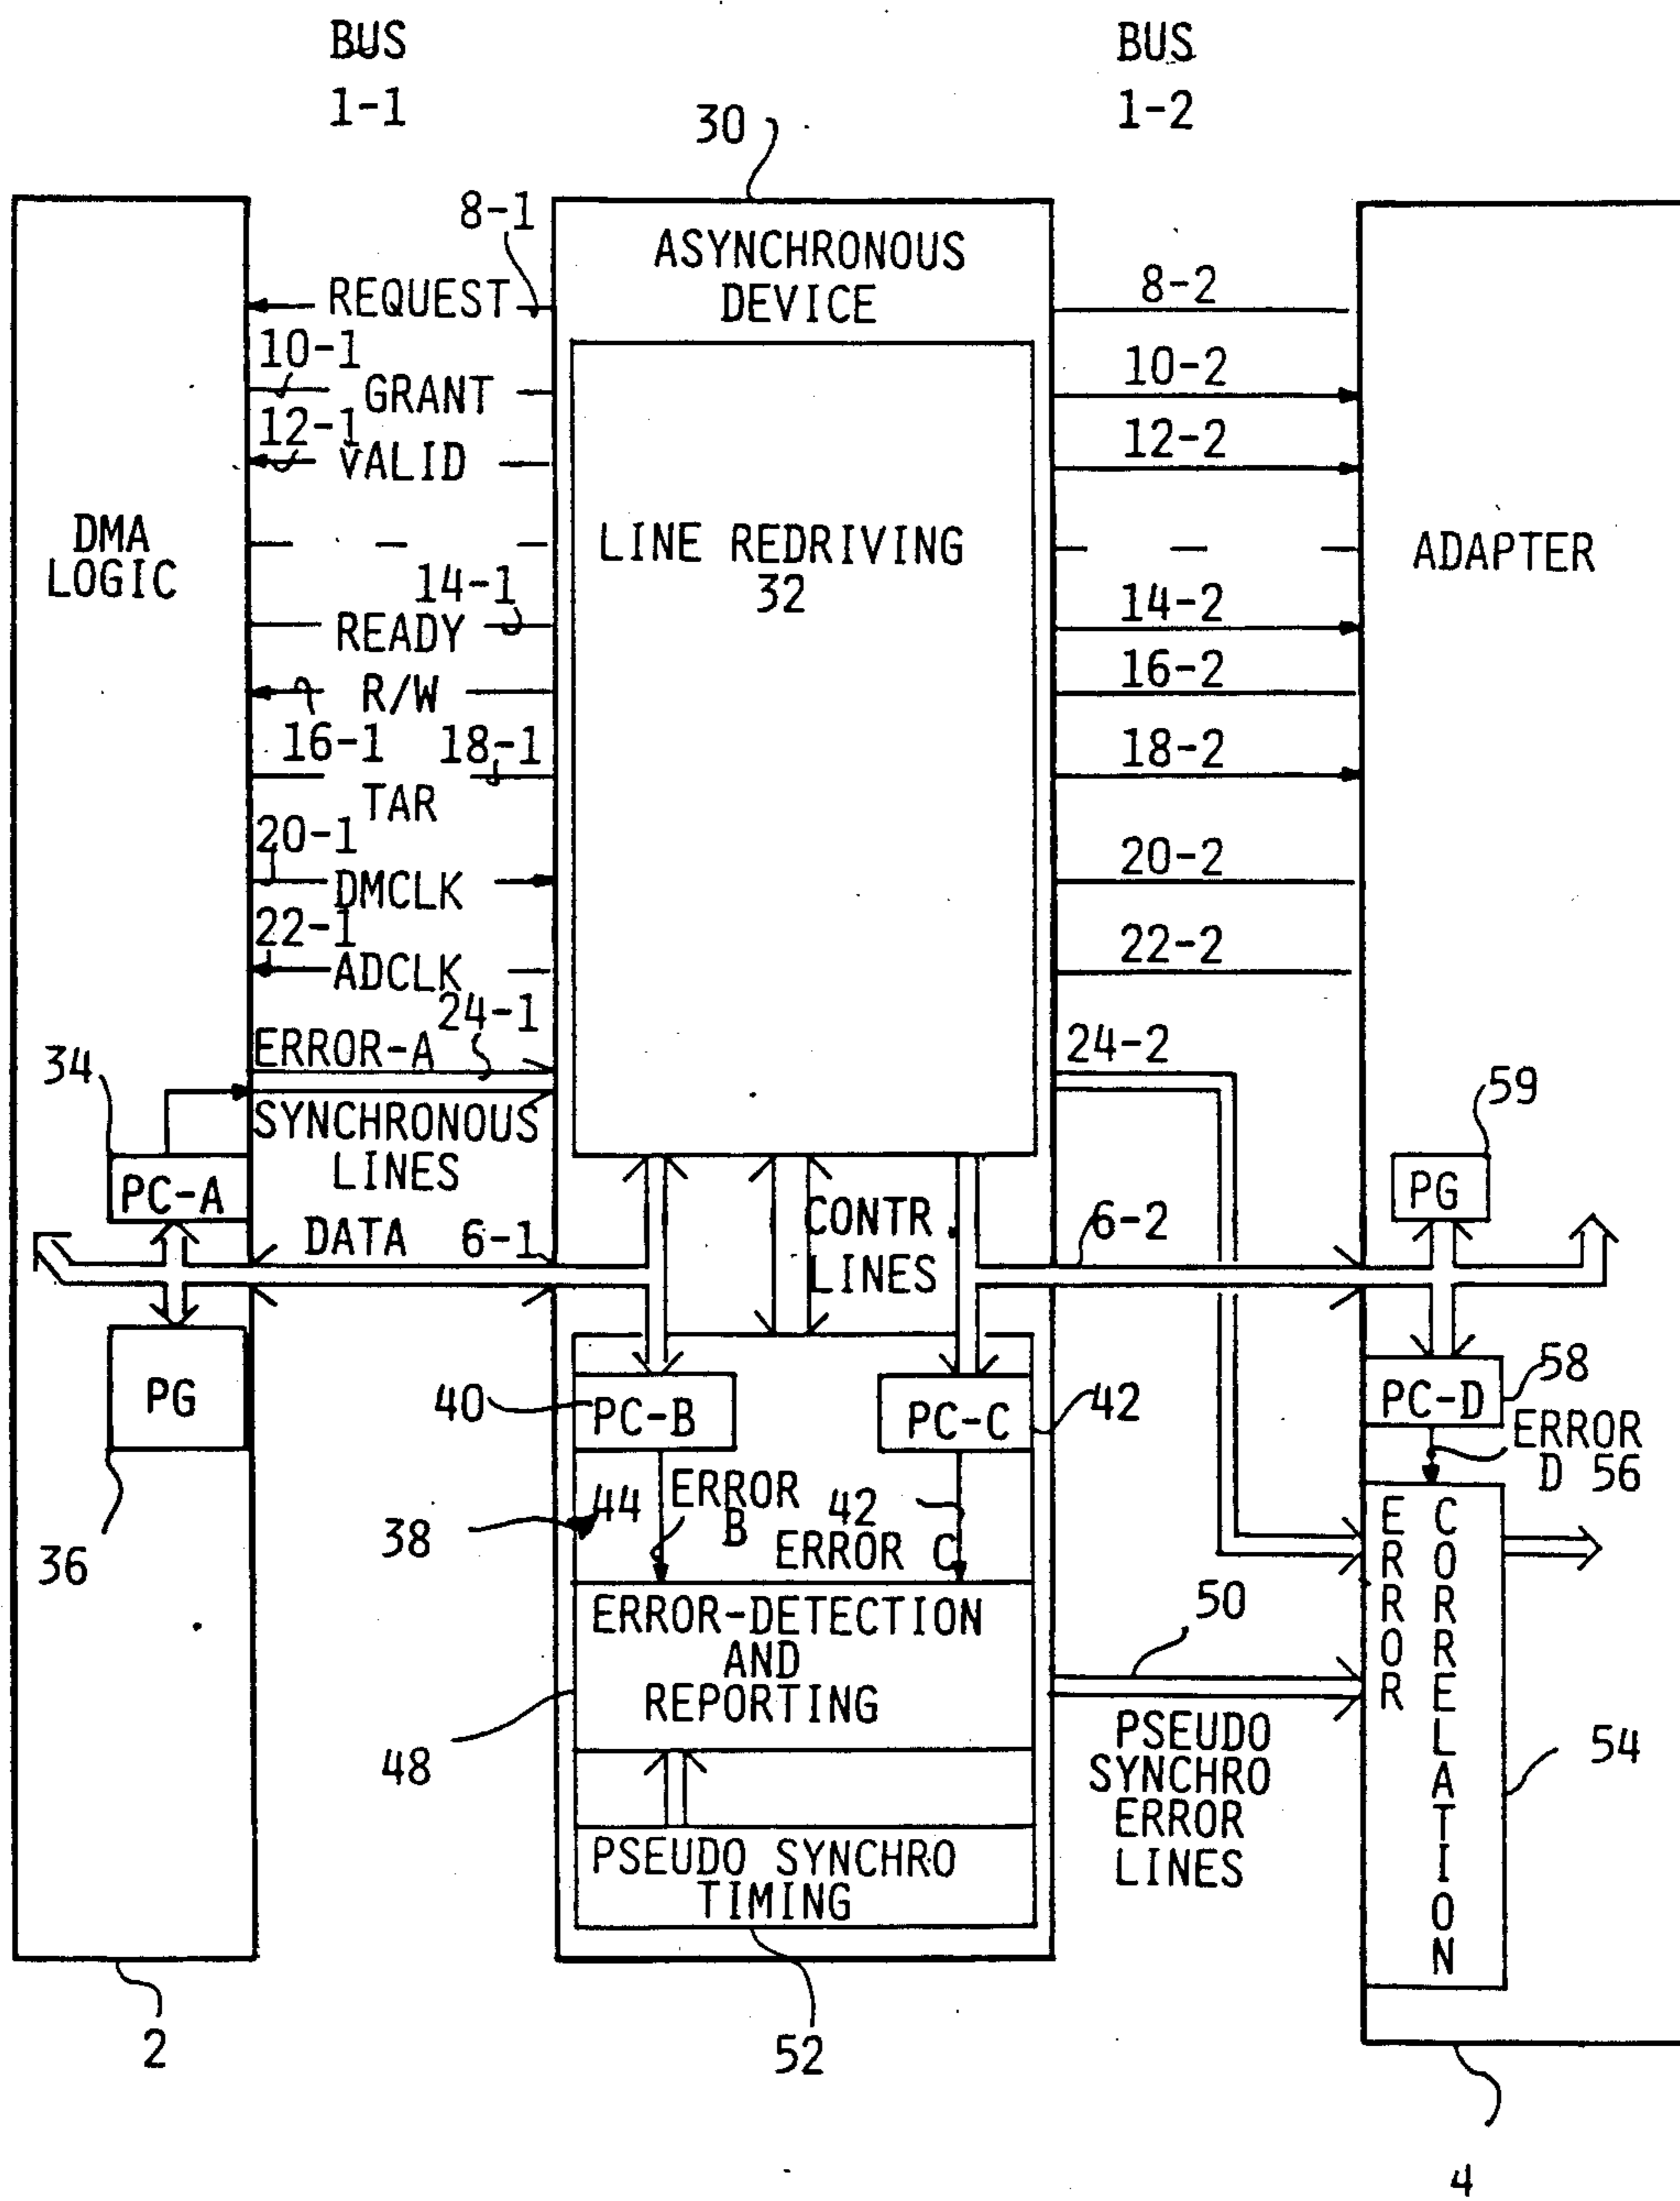 BUS
1-1
BUS
1-2
30
8-1
ASYNCHRONOUS
DEVICE
REQUEST
8-2
10-1
GRANT
10-2
12-1
VALID
12-2
DMA
LOGIC
LINE REDRIVING
32
ADAPTER
14-1
READY
14-2
R/W
16-2
16-1
18-1
18-2
TAR
20-1
DMCLK
20-2
22-1
ADCLK
22-2
24-1
ERROR-A
24-2
34
59
SYNCHRONOUS
LINES
PC-A
PG
CONTR
LINES
DATA
6-1
6-2
PG
40
PC-B
PC-C
42
PC-D
58
ERROR
D 56
36
38
44
ERROR
B
42
ERROR C
ERROR
CORRELATION
ERROR-DETECTION
AND
REPORTING
50
48
PSEUDO
SYNCHRO
ERROR
LINES
54
PSEUDO SYNCHRO
TIMING
2
52
4